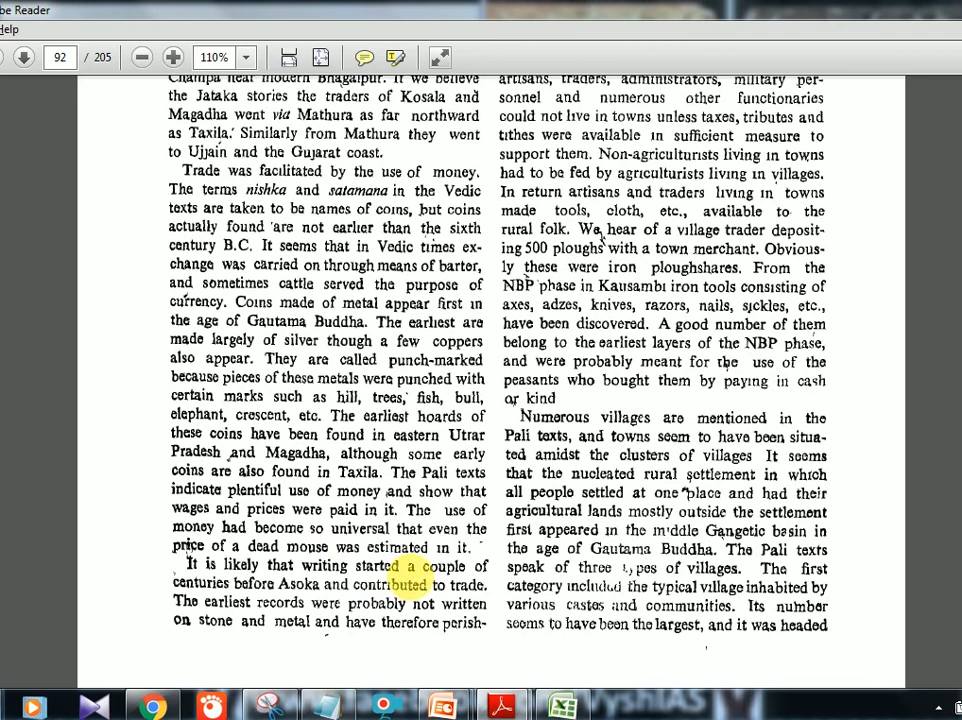 be Reader
Help
92 / 205
110%
Champa near modern Bhagalpur. If we believe
the Jataka stories the traders of Kosala and
Magadha went via Mathura as far northward
as Taxila. Similarly from Mathura they went
to Ujjain and the Gujarat coast.
Trade was facilitated by the use of money.
The terms nishka and satamana in the Vedic
texts are taken to be names of coins, but coins
actually found are not earlier than the sixth
century B.C. It seems that in Vedic times ex-
change was carried on through means of barter,
and sometimes cattle served the purpose of
currency. Coins made of metal appear first in
the age of Gautama Buddha. The earliest are
made largely of silver though a few coppers
also appear. They are called punch-marked
because pieces of these metals were punched with
certain marks such as hill, trees, fish, bull,
elephant, crescent, etc. The earliest hoards of
these coins have been found in eastern Uttar
Pradesh and Magadha, although some early
coins are also found in Taxila. The Pali texts
indicate plentiful use of money and show that
wages and prices were paid in it. The use of
money had become so universal that even the
price of a dead mouse was estimated in it.
It is likely that writing started a couple of
centuries before Asoka and contributed to trade.
The earliest records were probably not written
on stone and metal and have therefore perish-
artisans, traders, administrators, military per-
sonnel and numerous other functionaries
could not live in towns unless taxes, tributes and
tithes were available in sufficient measure to
support them. Non-agriculturists living in towns
had to be fed by agriculturists living in villages.
In return artisans and traders living in towns
made tools, cloth, etc., available to the
rural folk. We hear of a village trader deposit-
ing 500 ploughs with a town merchant. Obvious-
ly these were iron ploughshares. From the
NBP phase in Kausambi iron tools consisting of
axes, adzes, knives, razors, nails, sickles, etc.,
have been discovered. A good number of them
belong to the earliest layers of the NBP phase,
and were probably meant for the use of the
peasants who bought them by paying in cash
or kind
Numerous villages are mentioned in the
Pali texts, and towns seem to have been situa-
ted amidst the clusters of villages It seems
that the nucleated rural settlement in which
all people settled at one place and had their
agricultural lands mostly outside the settlement
first appeared in the middle Gangetic basin in
the age of Gautama Buddha. The Pali texts
speak of three types of villages. The first
category included the typical village inhabited by
various castes and communities. Its number
seems to have been the largest, and it was headed
VyshIAS